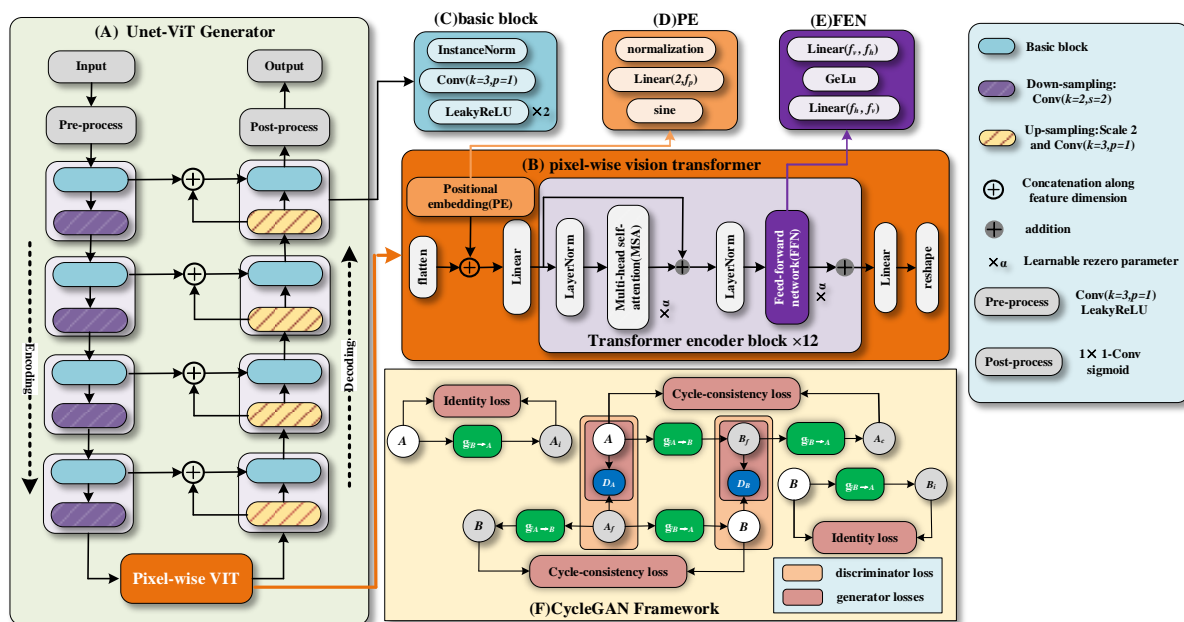 (A) Unet-ViT Generator
Input
Output
Pre-process
Post-process
Encoding
Decoding
Pixel-wise VIT
(C)basic block
InstanceNorm
Conv(k=3,p=1)
LeakyReLU ×2
(D)PE
normalization
Linear(2,fp)
sine
(E)FEN
Linear(fv, fh)
GeLu
Linear(fh, fv)
(B) pixel-wise vision transformer
Positional
embedding(PE)
flatten
Linear
LayerNorm
Multi-head self-
attention(MSA)
×α
LayerNorm
Feed-forward
network(FFN)
×α
Linear
reshape
Transformer encoder block ×12
Identity loss
A
gB→A
Ai
Cycle-consistency loss
A
gA→B
Bf
gB→A
Ac
DA
DB
B
gA→B
Af
gB→A
B
Cycle-consistency loss
B
gB→A
Bi
Identity loss
discriminator loss
generator losses
(F)CycleGAN Framework
Basic block
Down-sampling:
Conv(k=2,s=2)
Up-sampling:Scale 2
and Conv(k=3,p=1)
Concatenation along
feature dimension
addition
×α Learnable rezero parameter
Pre-process
Conv(k=3,p=1)
LeakyReLU
Post-process
1× 1-Conv
sigmoid